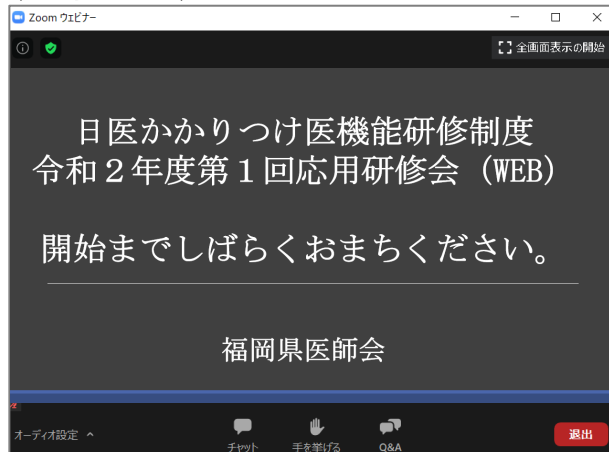 Zoom ウェビナー
全画面表示の開始
日医かかりつけ医機能研修制度
令和２年度第１回応用研修会（WEB）
開始までしばらくおまちください。
福岡県医師会
オーディオ設定
チャット
手を挙げる
Q&A
退出